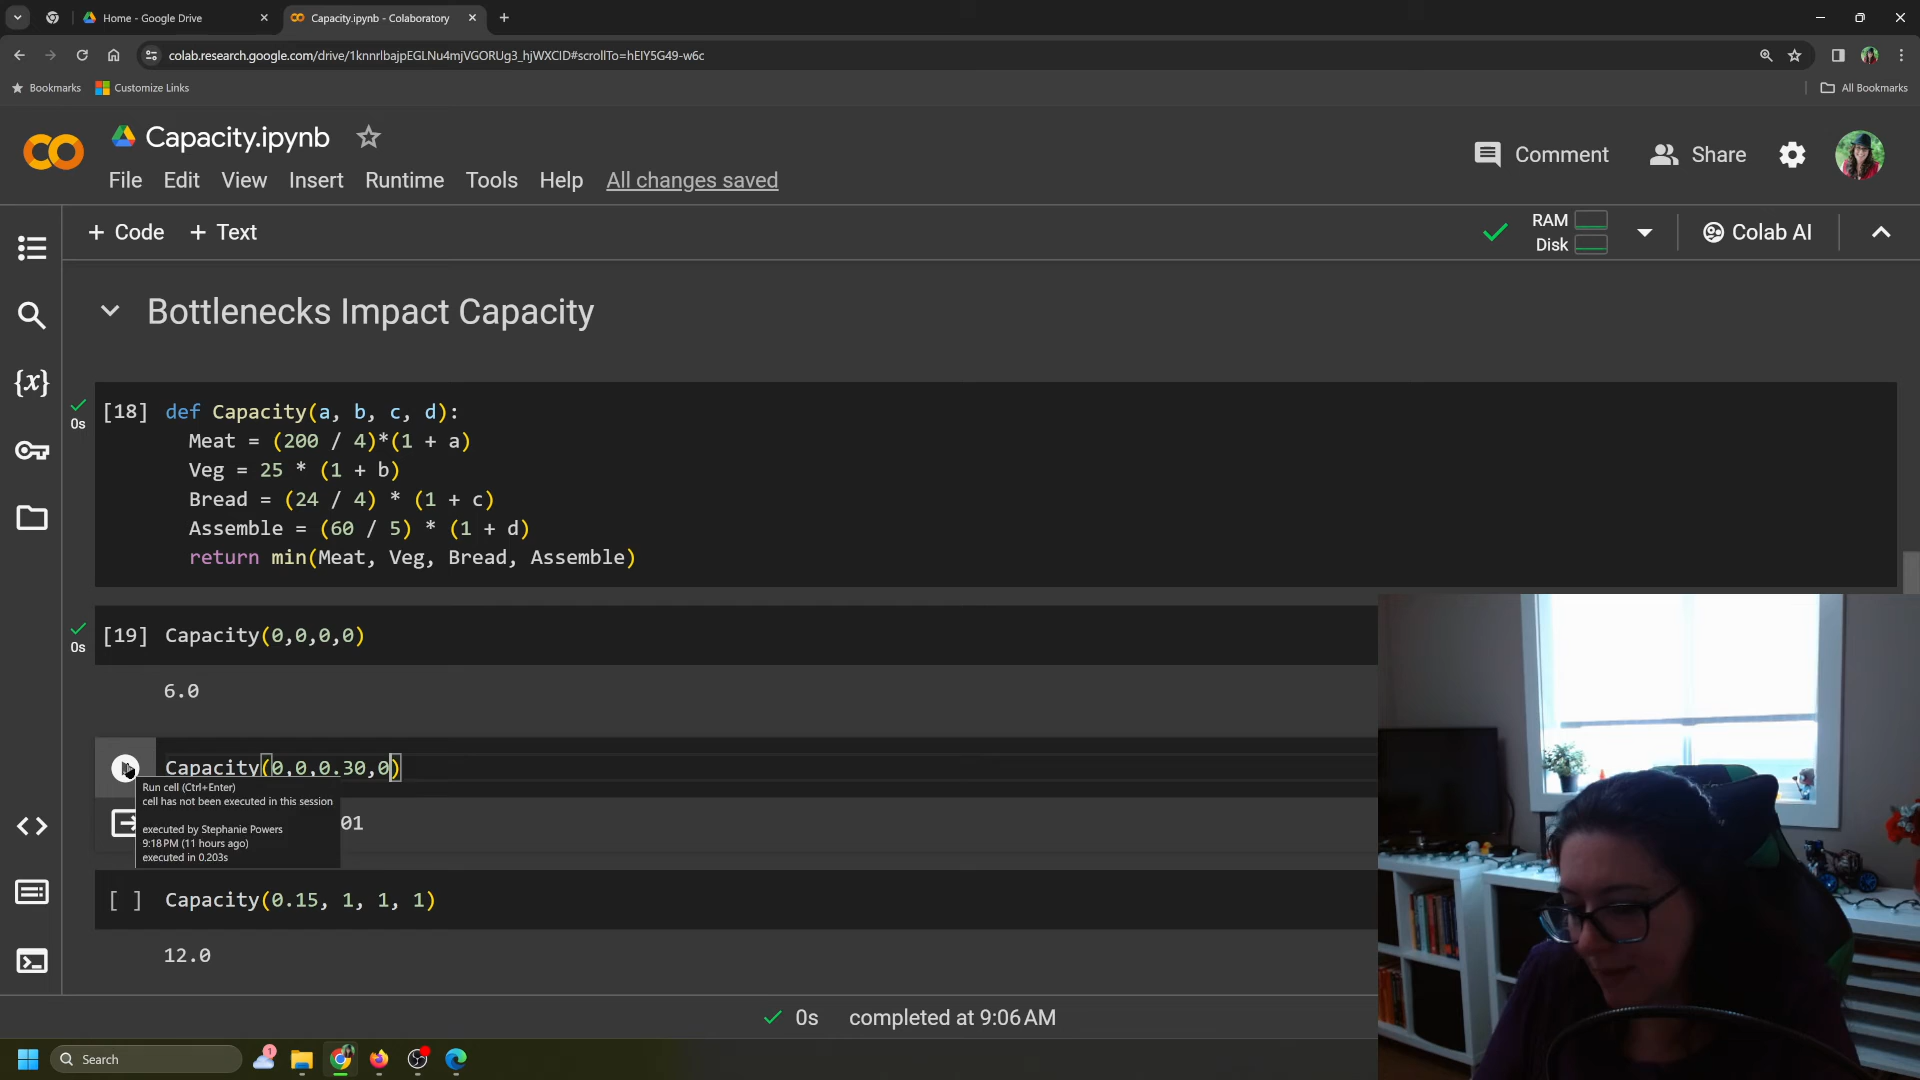 Home - Google Drive
Capacity.ipynb - Colaboratory
colab.research.google.com/drive/1knnrlbajpEGLNu4mjVGORUg3_hjWXCID#scrollTo=hEIY5G49-w6c
Bookmarks
Customize Links
All Bookmarks
Capacity.ipynb
Comment
Share
File Edit View Insert Runtime Tools Help All changes saved
+ Code + Text
RAM
Disk
Colab AI
Bottlenecks Impact Capacity
0s
[18] def Capacity(a, b, c, d):
Meat = (200 / 4)*(1 + a)
Veg = 25 * (1 + b)
Bread = (24 / 4) * (1 + c)
Assemble = (60 / 5) * (1 + d)
return min(Meat, Veg, Bread, Assemble)
0s
[19] Capacity(0,0,0,0)
6.0
Capacity(0,0,0.30,0)
Run cell (Ctrl+Enter)
cell has not been executed in this session
executed by Stephanie Powers
9:18 PM (11 hours ago)
executed in 0.203s
01
[ ] Capacity(0.15, 1, 1, 1)
12.0
0s completed at 9:06 AM
Search
1
{x}